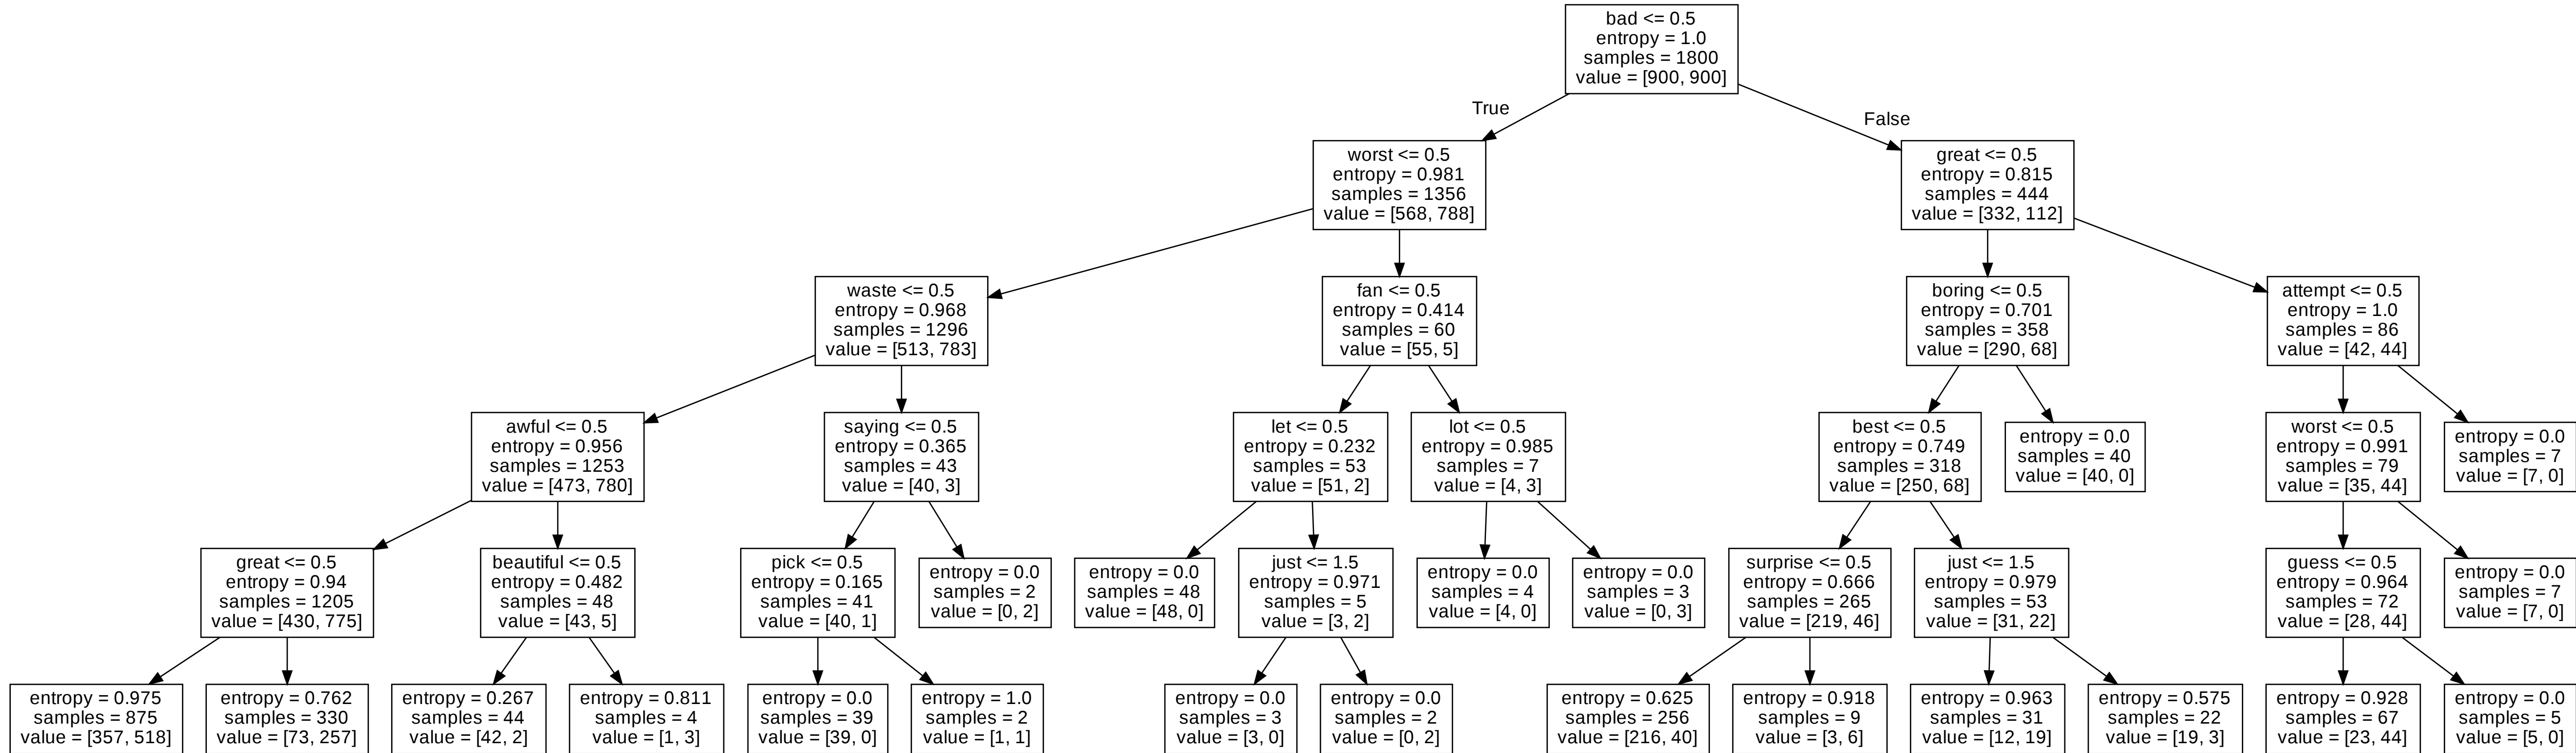 bad <= 0.5
entropy = 1.0
samples = 1800
value = [900, 900]
True
False
worst <= 0.5
entropy = 0.981
samples = 1356
value = [568, 788]
great <= 0.5
entropy = 0.815
samples = 444
value = [332, 112]
waste <= 0.5
entropy = 0.968
samples = 1296
value = [513, 783]
fan <= 0.5
entropy = 0.414
samples = 60
value = [55, 5]
boring <= 0.5
entropy = 0.701
samples = 358
value = [290, 68]
attempt <= 0.5
entropy = 1.0
samples = 86
value = [42, 44]
awful <= 0.5
entropy = 0.956
samples = 1253
value = [473, 780]
saying <= 0.5
entropy = 0.365
samples = 43
value = [40, 3]
let <= 0.5
entropy = 0.232
samples = 53
value = [51, 2]
lot <= 0.5
entropy = 0.985
samples = 7
value = [4, 3]
best <= 0.5
entropy = 0.749
samples = 318
value = [250, 68]
entropy = 0.0
samples = 40
value = [40, 0]
worst <= 0.5
entropy = 0.991
samples = 79
value = [35, 44]
entropy = 0.0
samples = 7
value = [7, 0]
great <= 0.5
entropy = 0.94
samples = 1205
value = [430, 775]
beautiful <= 0.5
entropy = 0.482
samples = 48
value = [43, 5]
pick <= 0.5
entropy = 0.165
samples = 41
value = [40, 1]
entropy = 0.0
samples = 2
value = [0, 2]
entropy = 0.0
samples = 48
value = [48, 0]
just <= 1.5
entropy = 0.971
samples = 5
value = [3, 2]
entropy = 0.0
samples = 4
value = [4, 0]
entropy = 0.0
samples = 3
value = [0, 3]
surprise <= 0.5
entropy = 0.666
samples = 265
value = [219, 46]
just <= 1.5
entropy = 0.979
samples = 53
value = [31, 22]
guess <= 0.5
entropy = 0.964
samples = 72
value = [28, 44]
entropy = 0.0
samples = 7
value = [7, 0]
entropy = 0.975
samples = 875
value = [357, 518]
entropy = 0.762
samples = 330
value = [73, 257]
entropy = 0.267
samples = 44
value = [42, 2]
entropy = 0.811
samples = 4
value = [1, 3]
entropy = 0.0
samples = 39
value = [39, 0]
entropy = 1.0
samples = 2
value = [1, 1]
entropy = 0.0
samples = 3
value = [3, 0]
entropy = 0.0
samples = 2
value = [0, 2]
entropy = 0.625
samples = 256
value = [216, 40]
entropy = 0.918
samples = 9
value = [3, 6]
entropy = 0.963
samples = 31
value = [12, 19]
entropy = 0.575
samples = 22
value = [19, 3]
entropy = 0.928
samples = 67
value = [23, 44]
entropy = 0.0
samples = 5
value = [5, 0]